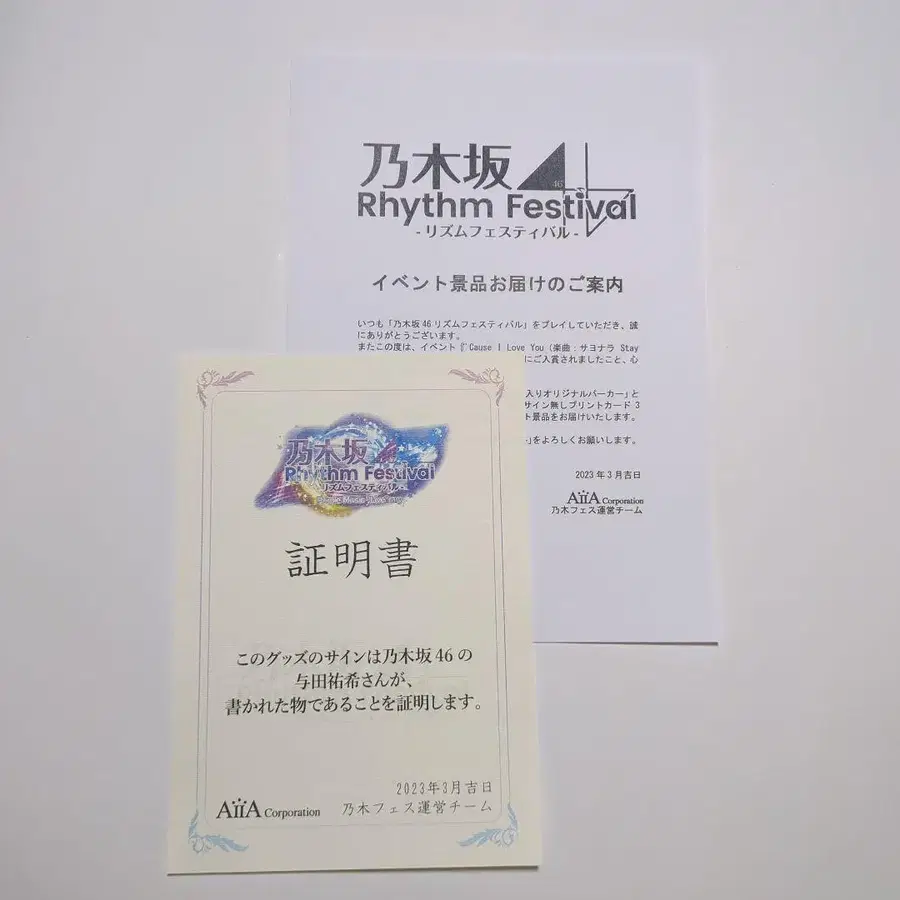 乃木坂46
Rhythm Festival
- リズムフェスティバル -
イベント景品お届けのご案内
いつも「乃木坂46リズムフェスティバル」をプレイしていただき、誠
にありがとうございます。
またこの度は、イベント『'Cause I Love You (楽曲：サヨナラ Stay
にご入賞されましたこと、心
入りオリジナルパーカー」と
サイン無しプリントカード 3
ト景品をお届けいたします。
をよろしくお願いします。
2023年3月吉日
AiiA Corporation
乃木フェス運営チーム
乃木坂
Rhythm Festival
- リズムフェスティバル -
証明書
このグッズのサインは乃木坂46の
与田祐希さんが、
書かれた物であることを証明します。
2023年3月吉日
AiiA Corporation 乃木フェス運営チーム